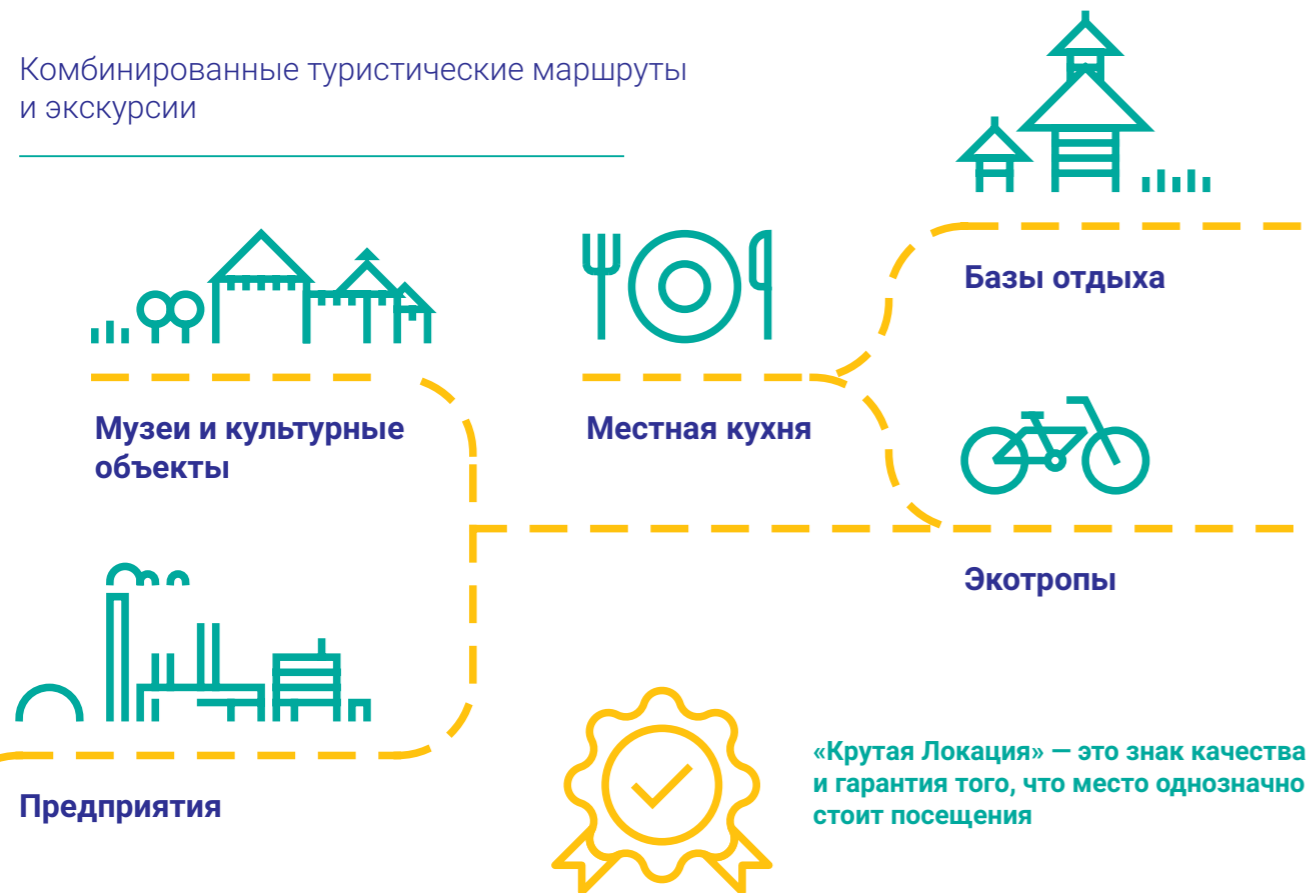 Комбинированные туристические маршруты
и экскурсии
Базы отдыха
Музеи и культурные
объекты
Местная кухня
Экотропы
Предприятия
«Крутая Локация» — это знак качества
и гарантия того, что место однозначно
стоит посещения